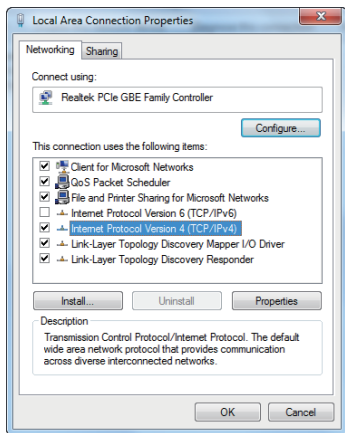 Local Area Connection Properties
Networking
Sharing
Connect using:
Realtek PCIe GBE Family Controller
Configure...
This connection uses the following items:
Client for Microsoft Networks
QoS Packet Scheduler
File and Printer Sharing for Microsoft Networks
Internet Protocol Version 6 (TCP/IPv6)
Internet Protocol Version 4 (TCP/IPv4)
Link-Layer Topology Discovery Mapper I/O Driver
Link-Layer Topology Discovery Responder
Install...
Uninstall
Properties
Description
Transmission Control Protocol/Internet Protocol. The default
wide area network protocol that provides communication
across diverse interconnected networks.
OK
Cancel